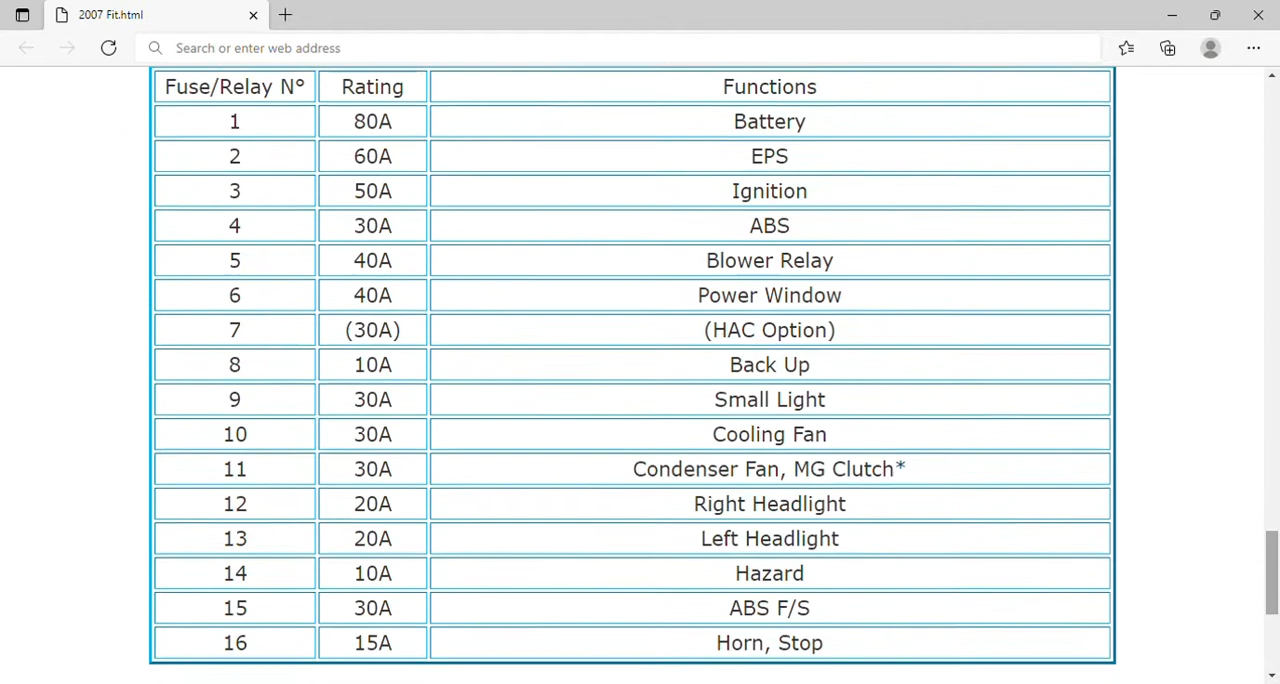 2007 Fit.html
Search or enter web address
Fuse/Relay N° Rating Functions
1 80A Battery
2 60A EPS
3 50A Ignition
4 30A ABS
5 40A Blower Relay
6 40A Power Window
7 (30A) (HAC Option)
8 10A Back Up
9 30A Small Light
10 30A Cooling Fan
11 30A Condenser Fan, MG Clutch*
12 20A Right Headlight
13 20A Left Headlight
14 10A Hazard
15 30A ABS F/S
16 15A Horn, Stop